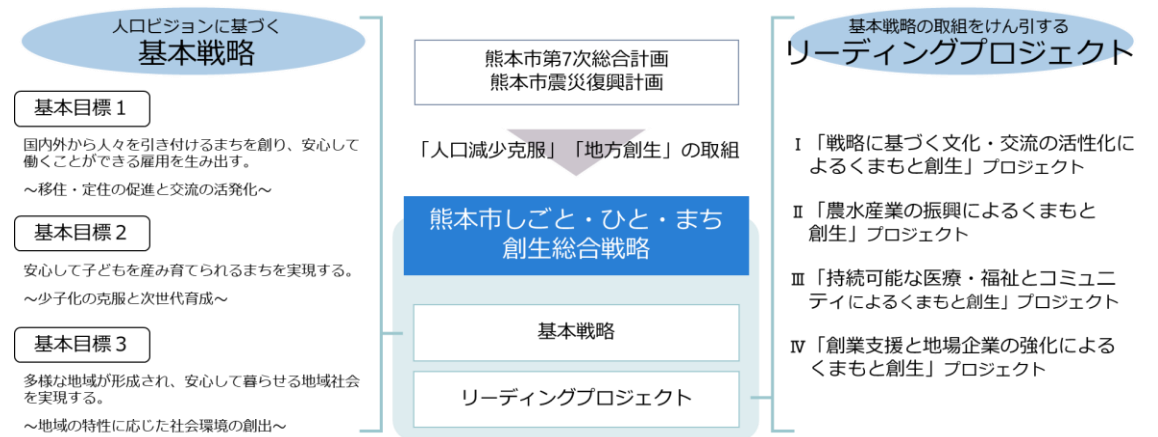 人口ビジョンに基づく
基本戦略
基本目標1
国内外から人々を引き付けるまちを創り、安心して
働くことができる雇用を生み出す。
～移住・定住の促進と交流の活発化～
基本目標2
安心して子どもを産み育てられるまちを実現する。
～少子化の克服と次世代育成～
基本目標3
多様な地域が形成され、安心して暮らせる地域社会
を実現する。
～地域の特性に応じた社会環境の創出～
熊本市第7次総合計画
熊本市震災復興計画
「人口減少克服」「地方創生」の取組
熊本市しごと・ひと・まち
創生総合戦略
基本戦略
リーディングプロジェクト
基本戦略の取組をけん引する
リーディングプロジェクト
Ⅰ「戦略に基づく文化・交流の活性化に
よるくまもと創生」プロジェクト
Ⅱ「農水産業の振興によるくまもと
創生」プロジェクト
Ⅲ「持続可能な医療・福祉とコミュニ
ティによるくまもと創生」プロジェクト
Ⅳ「創業支援と地場企業の強化による
くまもと創生」プロジェクト